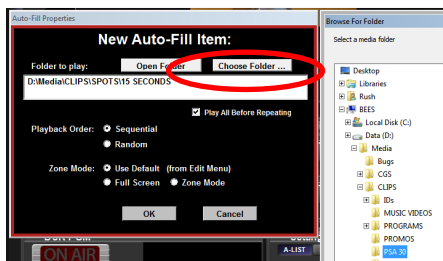 Auto-Fill Properties
New Auto-Fill Item:
Folder to play:
Open Folder
Choose Folder ...
D:\Media\CLIPS\SPOTS\15 SECONDS
Play All Before Repeating
Playback Order:
Sequential
Random
Zone Mode:
Use Default (from Edit Menu)
Full Screen
Zone Mode
OK
Cancel
ON AIR
A-LIST
Browse For Folder
Select a media folder
Desktop
Libraries
Rush
BEES
Local Disk (C:)
Data (D:)
Media
Bugs
CGS
CLIPS
IDs
MUSIC VIDEOS
PROGRAMS
PROMOS
PSA 30